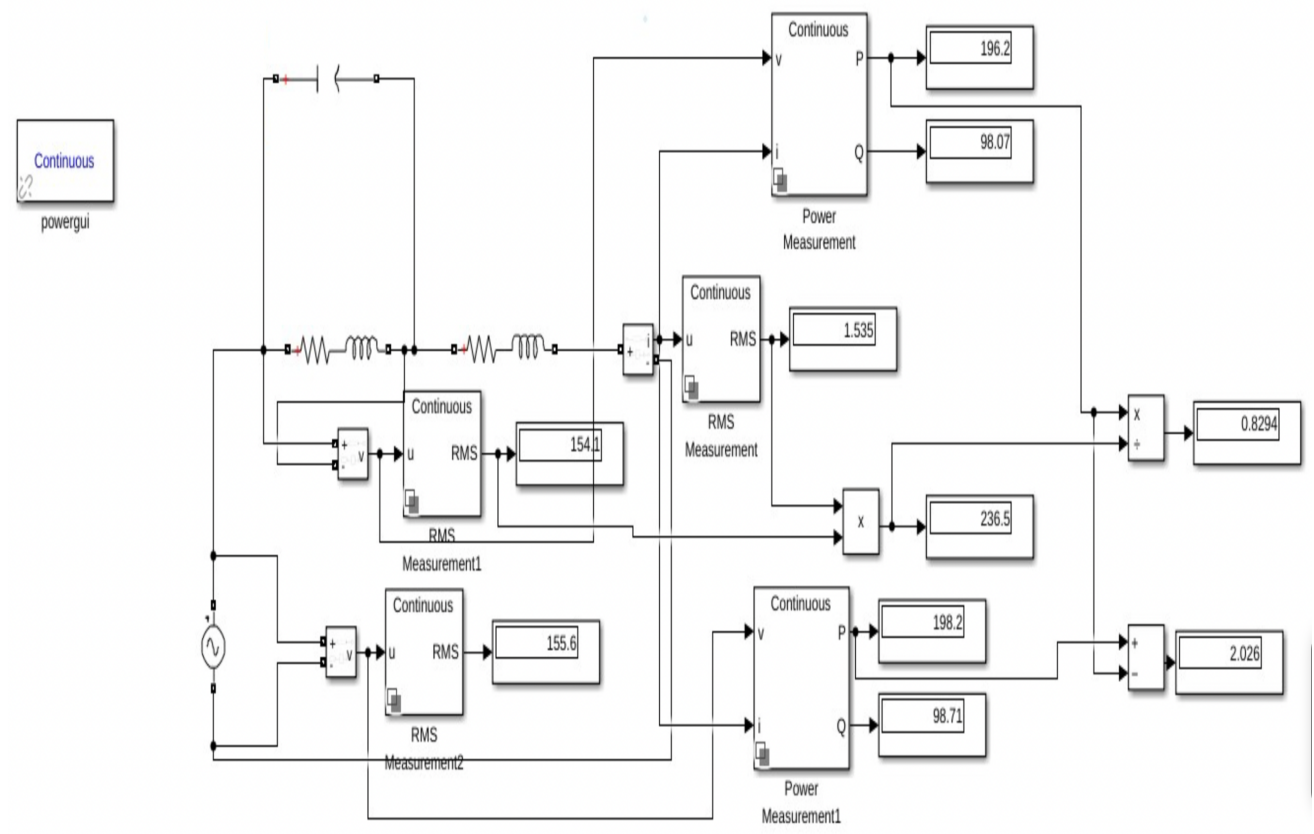 Continuous
v
P
196.2
i
Q
98.07
Power
Measurement
Continuous
powergui
Continuous
i
+
-
u
RMS
1.535
RMS
Measurement
Continuous
+
-
v
u
RMS
154.1
RMS
Measurement1
x
÷
0.8294
x
236.5
Continuous
+
-
v
u
RMS
155.6
RMS
Measurement2
Continuous
v
P
198.2
i
Q
98.71
Power
Measurement1
+
−
2.026